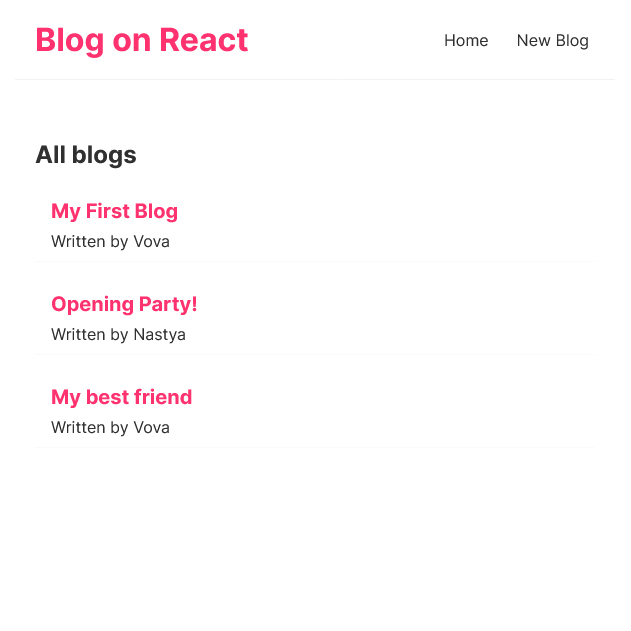 Blog on React
Home New Blog
All blogs
My First Blog
Written by Vova
Opening Party!
Written by Nastya
My best friend
Written by Vova